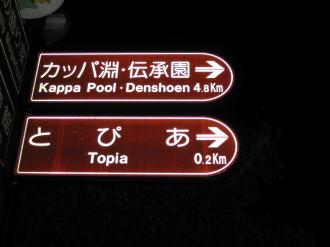 カッパ淵・伝承園
Kappa Pool・Denshoen 4.8Km
とぴあ
Topia 0.2Km